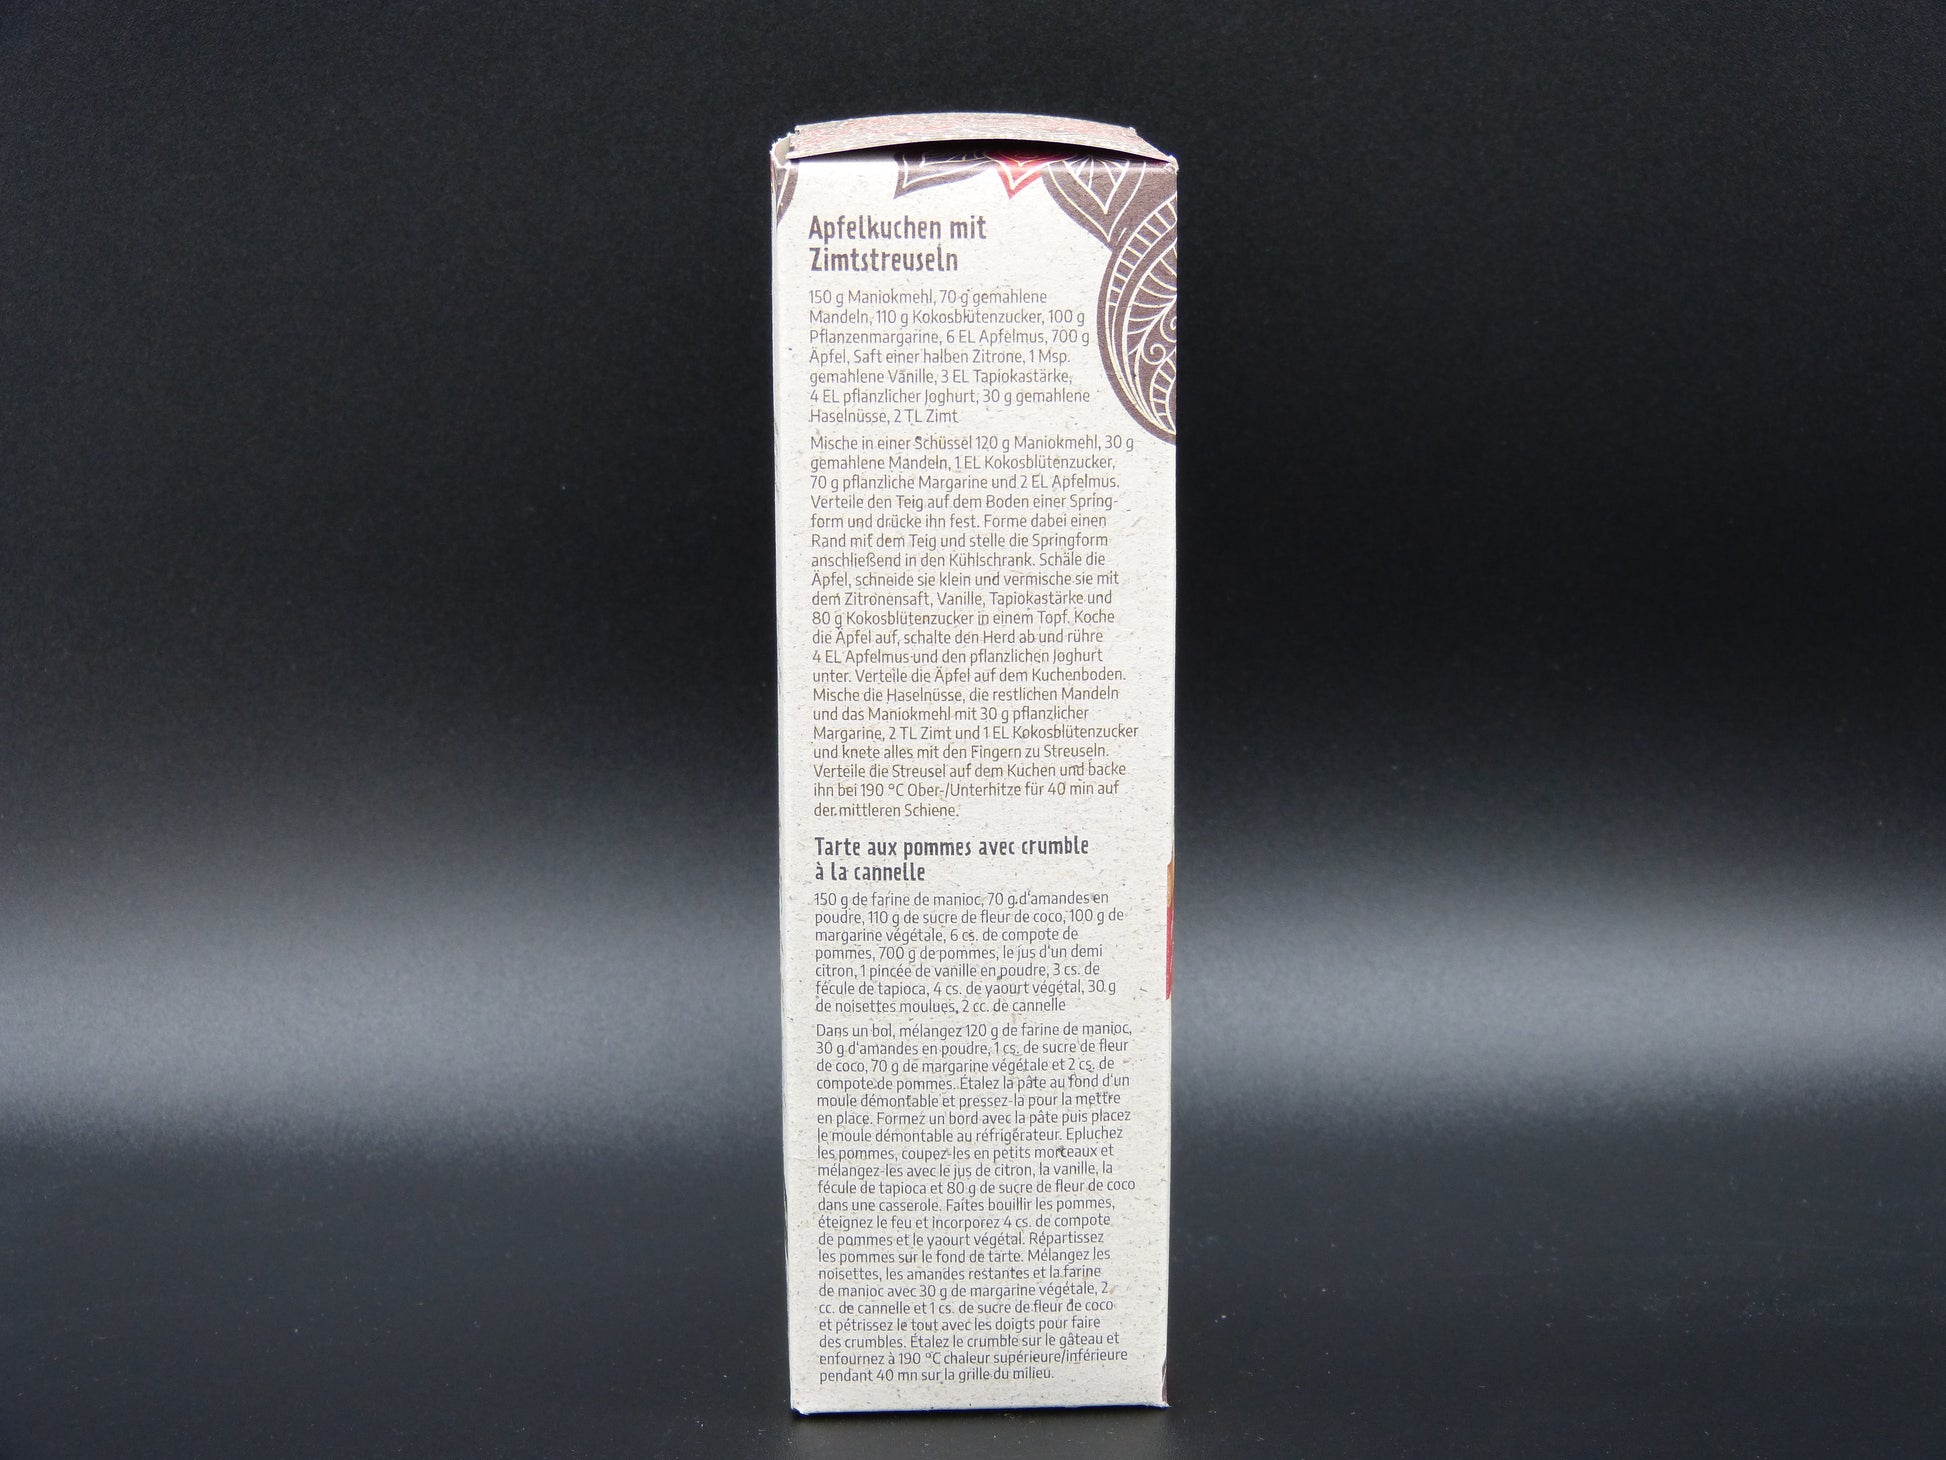 Apfelkuchen mit
Zimtstreuseln
150 g Maniokmehl, 70 g gemahlene
Mandeln, 110 g Kokosblütenzucker, 100 g
Pflanzenmargarine, 6 EL Apfelmus, 700 g
Äpfel, Saft einer halben Zitrone, 1 Msp.
gemahlene Vanille, 3 EL Tapiokastärke,
4 EL pflanzlicher Joghurt, 30 g gemahlene
Haselnüsse, 2 TL Zimt
Mische in einer Schüssel 120 g Maniokmehl, 30 g
gemahlene Mandeln, 1 EL Kokosblütenzucker,
70 g pflanzliche Margarine und 2 EL Apfelmus.
Verteile den Teig auf dem Boden einer Spring-
form und drücke ihn fest. Forme dabei einen
Rand mit dem Teig und stelle die Springform
anschließend in den Kühlschrank. Schäle die
Äpfel, schneide sie klein und vermische sie mit
dem Zitronensaft, Vanille, Tapiokastärke und
80 g Kokosblütenzucker in einem Topf. Koche
die Äpfel auf, schalte den Herd ab und rühre
4 EL Apfelmus und den pflanzlichen Joghurt
unter. Verteile die Äpfel auf dem Kuchenboden.
Mische die Haselnüsse, die restlichen Mandeln
und das Maniokmehl mit 30 g pflanzlicher
Margarine, 2 TL Zimt und 1 EL Kokosblütenzucker
und knete alles mit den Fingern zu Streuseln.
Verteile die Streusel auf dem Kuchen und backe
ihn bei 190 °C Ober-/Unterhitze für 40 min auf
der mittleren Schiene.
Tarte aux pommes avec crumble
à la cannelle
150 g de farine de manioc, 70 g d'amandes en
poudre, 110 g de sucre de fleur de coco, 100 g de
margarine végétale, 6 cs. de compote de
pommes, 700 g de pommes, le jus d'un demi
citron, 1 pincée de vanille en poudre, 3 cs. de
fécule de tapioca, 4 cs. de yaourt végétal, 30 g
de noisettes moulues, 2 cc. de cannelle
Dans un bol, mélangez 120 g de farine de manioc,
30 g d'amandes en poudre, 1 cs. de sucre de fleur
de coco, 70 g de margarine végétale et 2 cs. de
compote de pommes. Étalez la pâte au fond d'un
moule démontable et pressez-la pour la mettre
en place. Formez un bord avec la pâte puis placez
le moule démontable au réfrigérateur. Epluchez
les pommes, coupez-les en petits morceaux et
mélangez-les avec le jus de citron, la vanille, la
fécule de tapioca et 80 g de sucre de fleur de coco
dans une casserole. Faites bouillir les pommes,
éteignez le feu et incorporez 4 cs. de compote
de pommes et le yaourt végétal. Répartissez
les pommes sur le fond de tarte. Mélangez les
noisettes, les amandes restantes et la farine
de manioc avec 30 g de margarine végétale, 2
cc. de cannelle et 1 cs. de sucre de fleur de coco
et pétrissez le tout avec les doigts pour faire
des crumbles. Étalez le crumble sur le gâteau et
enfournez à 190 °C chaleur supérieure/inférieure
pendant 40 mn sur la grille du milieu.